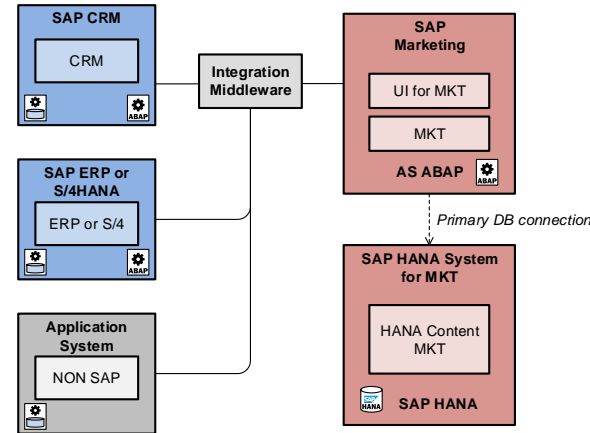 SAP CRM
CRM
ABAP
SAP ERP or
S/4HANA
ERP or S/4
ABAP
Application
System
NON SAP
Integration
Middleware
SAP
Marketing
UI for MKT
MKT
AS ABAP
ABAP
Primary DB connection
SAP HANA System
for MKT
HANA Content
MKT
SAP
HANA
SAP HANA